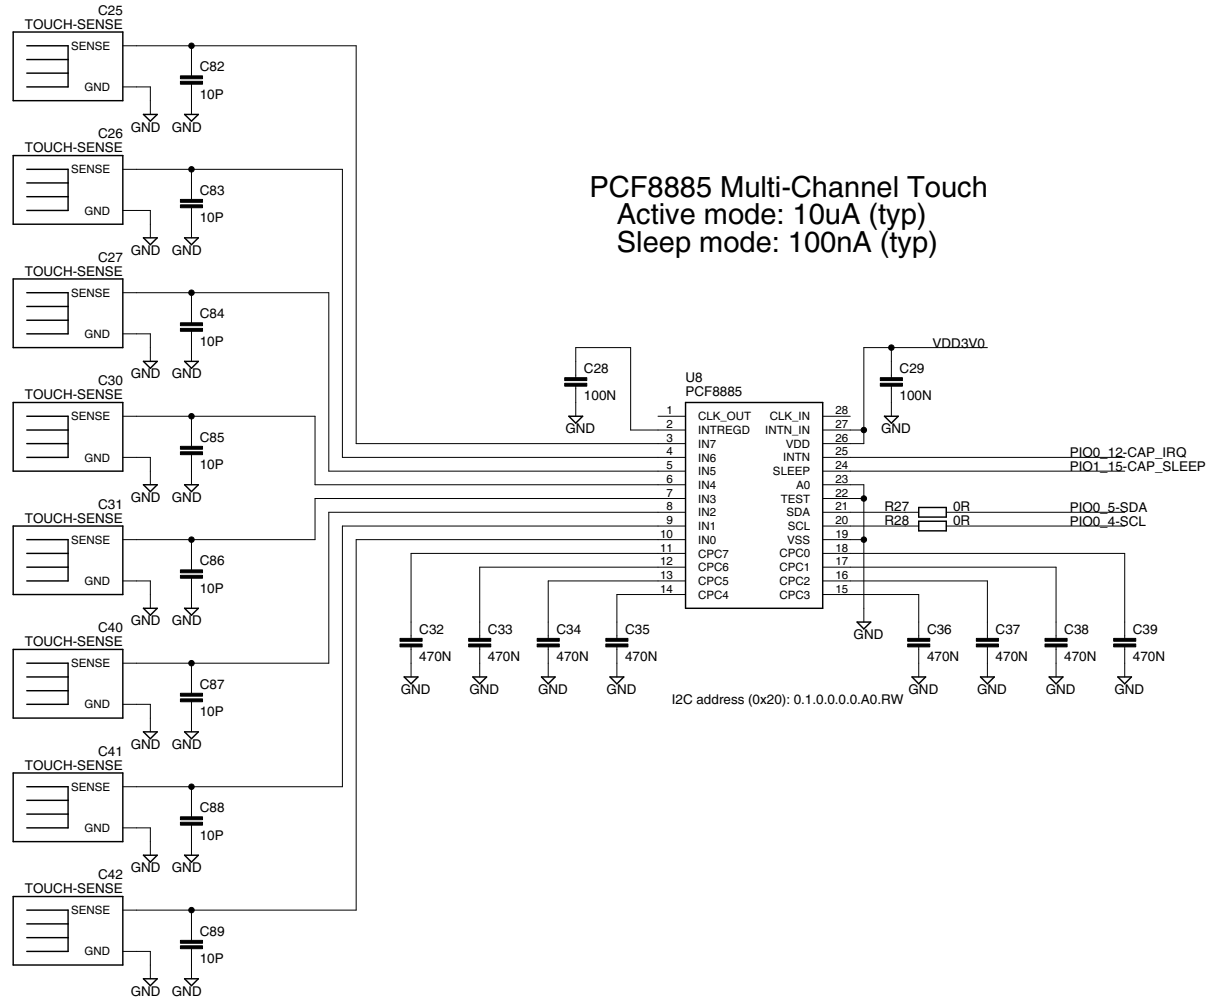 C25
TOUCH-SENSE
SENSE
GND
C82
10P
GND
GND
C26
TOUCH-SENSE
SENSE
GND
C83
10P
GND
GND
C27
TOUCH-SENSE
SENSE
GND
C84
10P
GND
GND
C30
TOUCH-SENSE
SENSE
GND
C85
10P
GND
GND
C31
TOUCH-SENSE
SENSE
GND
C86
10P
GND
GND
C40
TOUCH-SENSE
SENSE
GND
C87
10P
GND
GND
C41
TOUCH-SENSE
SENSE
GND
C88
10P
GND
GND
C42
TOUCH-SENSE
SENSE
GND
C89
10P
GND
GND
PCF8885 Multi-Channel Touch
Active mode: 10uA (typ)
Sleep mode: 100nA (typ)
C28
100N
GND
VDD3V0
C29
100N
GND
U8
PCF8885
1 CLK_OUT CLK_IN 28
2 INTREGD INTN_IN 27
3 IN7 VDD 26
4 IN6 INTN 25 PIO0_12-CAP_IRQ
5 IN5 SLEEP 24 PIO1_15-CAP_SLEEP
6 IN4 A0 23
7 IN3 TEST 22
8 IN2 SDA 21 R27 0R PIO0_5-SDA
9 IN1 SCL 20 R28 0R PIO0_4-SCL
10 IN0 VSS 19
11 CPC7 CPC0 18
12 CPC6 CPC1 17
13 CPC5 CPC2 16
14 CPC4 CPC3 15
GND
C32
470N
GND
C33
470N
GND
C34
470N
GND
C35
470N
GND
C36
470N
GND
C37
470N
GND
C38
470N
GND
C39
470N
GND
I2C address (0x20): 0.1.0.0.0.0.A0.RW